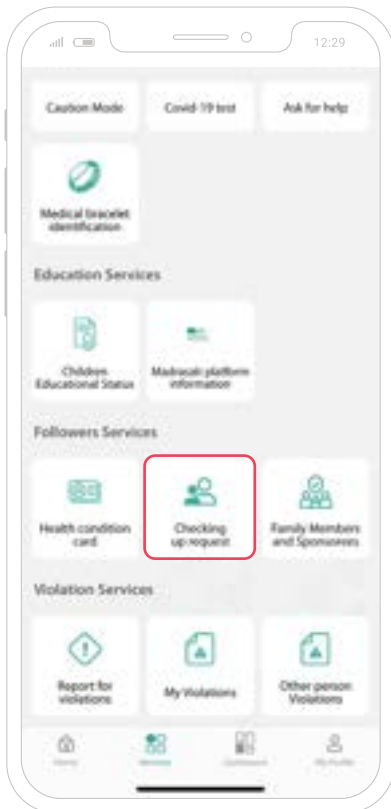 12:29
Caution Mode
Covid-19 test
Ask for help
Medical bracelet
identification
Education Services
Children
Educational Status
Madrasati platform
information
Followers Services
Health condition
card
Checking
up request
Family Members
and Sponsorees
Violation Services
Report for
violations
My Violations
Other person
Violations